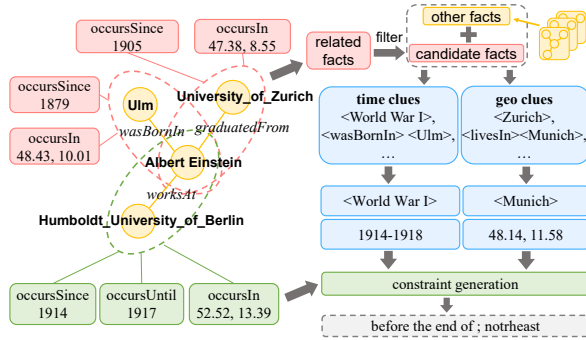 occursSince
1905
occursIn
47.38, 8.55
occursSince
1879
occursIn
48.43, 10.01
Ulm
wasBornIn
University_of_Zurich
graduatedFrom
Albert Einstein
worksAt
Humboldt_University_of_Berlin
occursSince
1914
occursUntil
1917
occursIn
52.52, 13.39
related
facts
filter
other facts
candidate facts
time clues
<World War I>,
<wasBornIn> <Ulm>,
...
geo clues
<Zurich>,
<livesIn><Munich>,
...
<World War I>
<Munich>
1914-1918
48.14, 11.58
constraint generation
before the end of ; notrheast